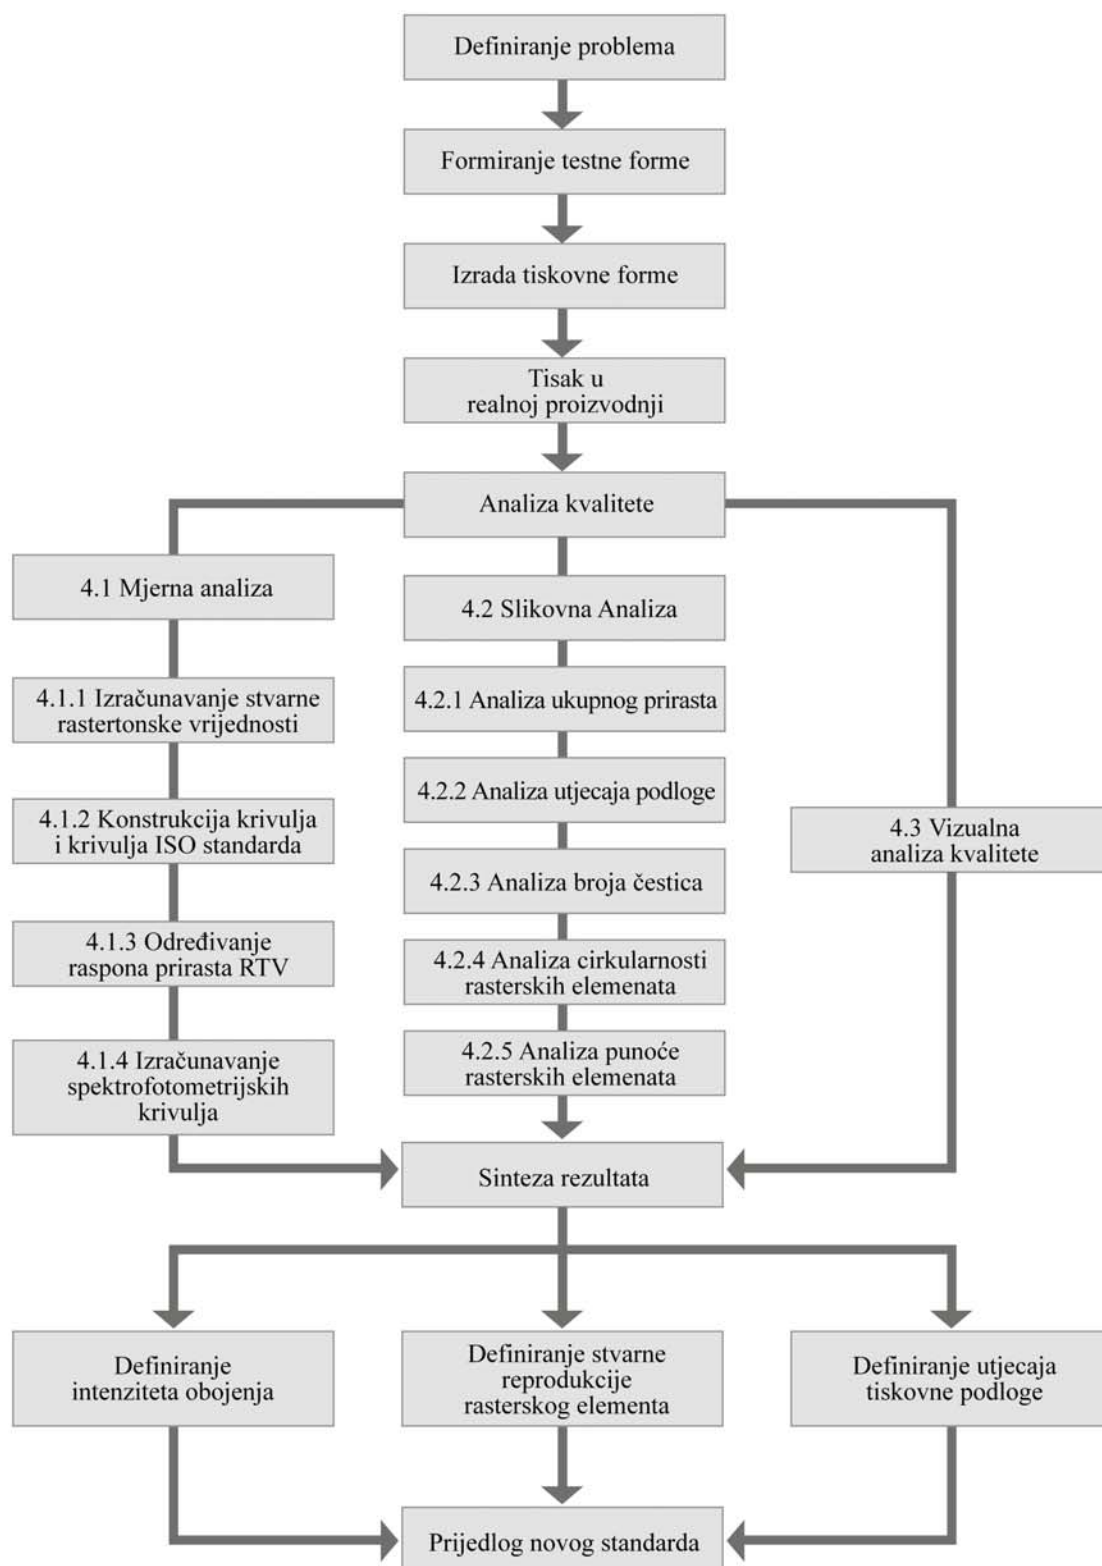 Definiranje problema
Formiranje testne forme
Izrada tiskovne forme
Tisak u
realnoj proizvodnji
Analiza kvalitete
4.1 Mjerna analiza
4.1.1 Izračunavanje stvarne
rastertonske vrijednosti
4.1.2 Konstrukcija krivulja
i krivulja ISO standarda
4.1.3 Određivanje
raspona prirasta RTV
4.1.4 Izračunavanje
spektrofotometrijskih
krivulja
4.2 Slikovna Analiza
4.2.1 Analiza ukupnog prirasta
4.2.2 Analiza utjecaja podloge
4.2.3 Analiza broja čestica
4.2.4 Analiza cirkularnosti
rasterskih elemenata
4.2.5 Analiza punoće
rasterskih elemenata
4.3 Vizualna
analiza kvalitete
Sinteza rezultata
Definiranje
intenziteta obojenja
Definiranje stvarne
reprodukcije
rasterskog elementa
Definiranje utjecaja
tiskovne podloge
Prijedlog novog standarda